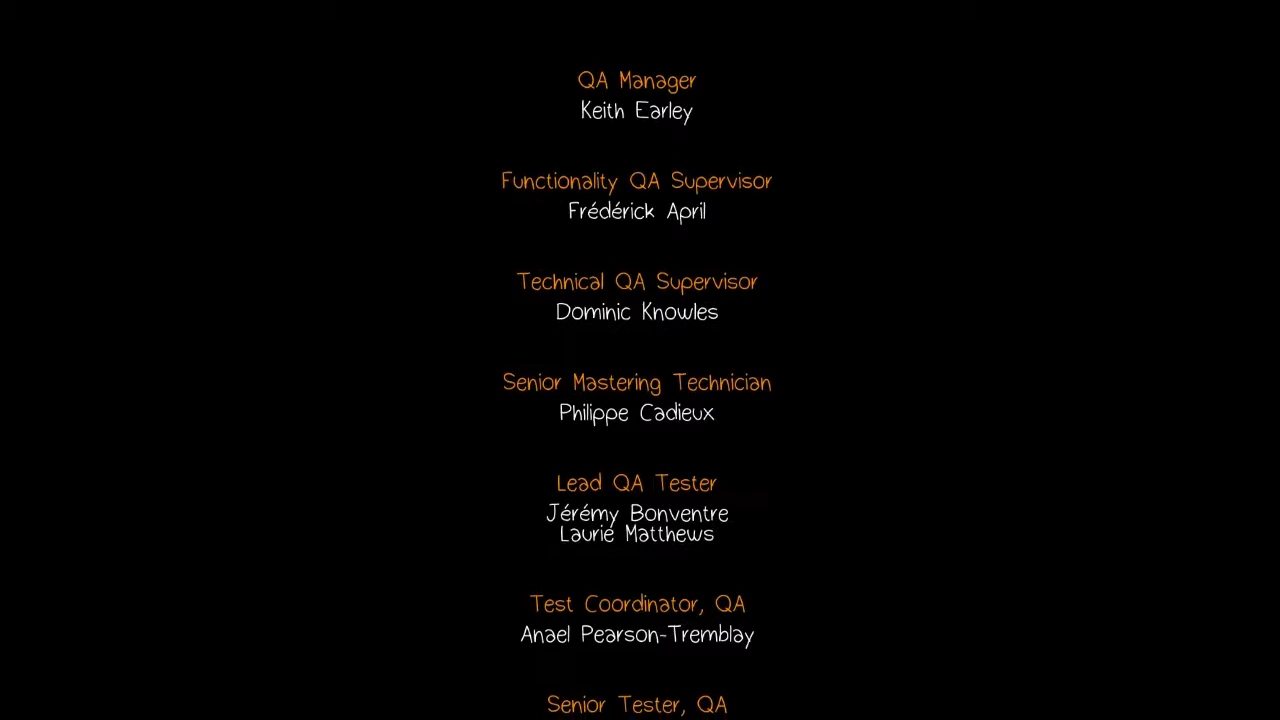 QA Manager
Keith Earley
Functionality QA Supervisor
Frédérick April
Technical QA Supervisor
Dominic Knowles
Senior Mastering Technician
Philippe Cadieux
Lead QA Tester
Jérémy Bonventre
Laurie Matthews
Test Coordinator, QA
Anael Pearson-Tremblay
Senior Tester, QA